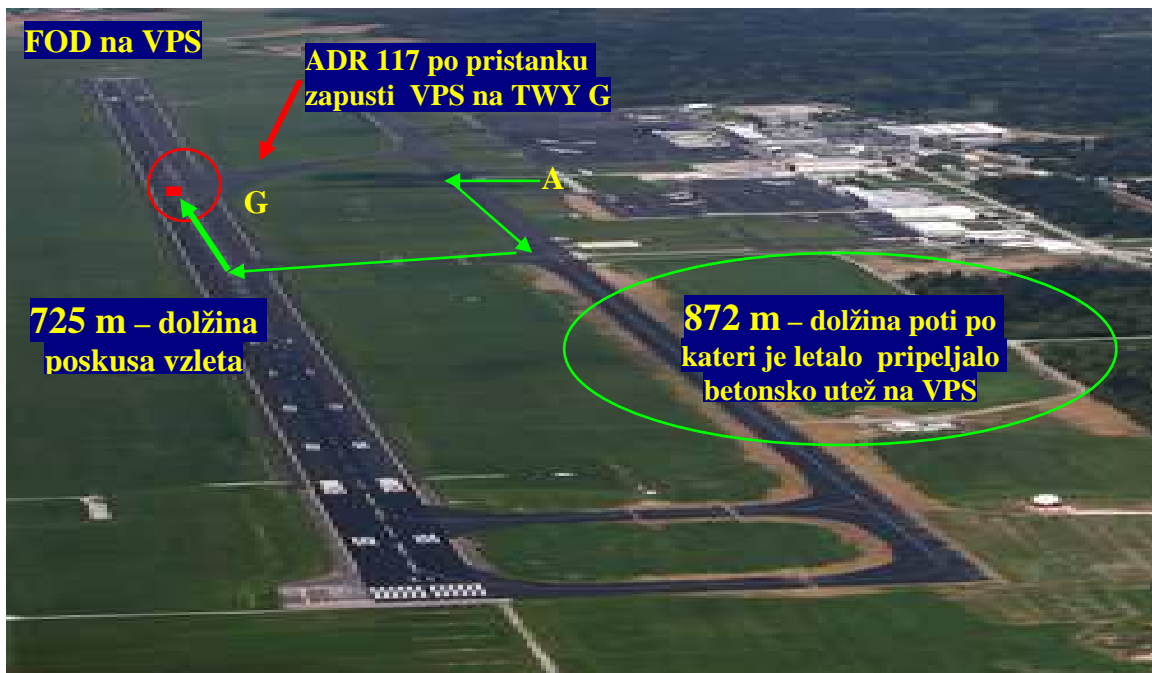 FOD na VPS
ADR 117 po pristanku
zapusti VPS na TWY G
A
G
725 m – dolžina
poskusa vzleta
872 m – dolžina poti po
kateri je letalo pripeljalo
betonsko utež na VPS